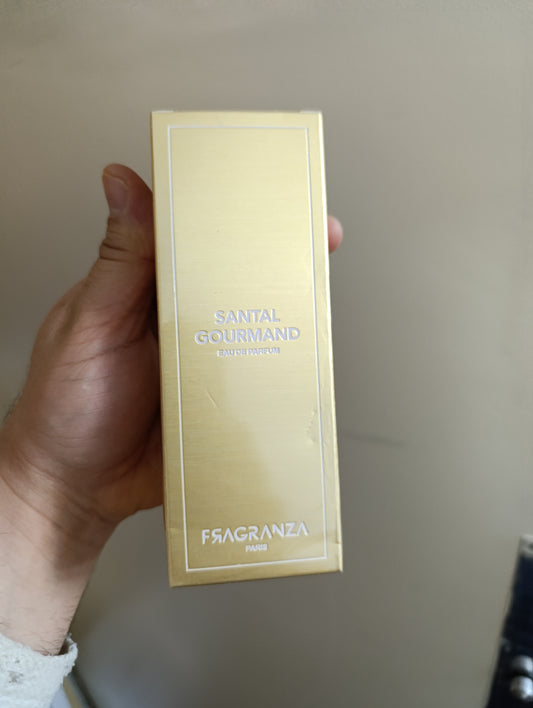 SANTAL
GOURMAND
EAU DE PARFUM
FRAGRANZA
PARIS